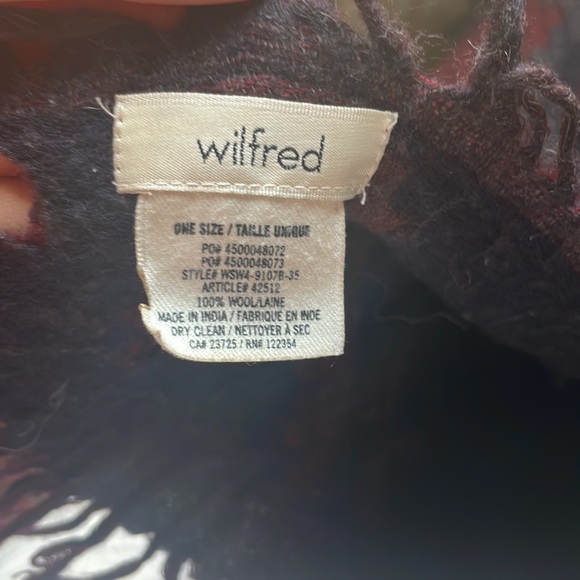 wilfred
ONE SIZE / TAILLE UNIQUE
PO# 4500048072
PO# 4500048073
STYLE# WSW4-9107B-35
ARTICLE# 42512
100% WOOL/LAINE
MADE IN INDIA / FABRIQUE EN INDE
DRY CLEAN / NETTOYER À SEC
CA# 23725 / RN# 122354